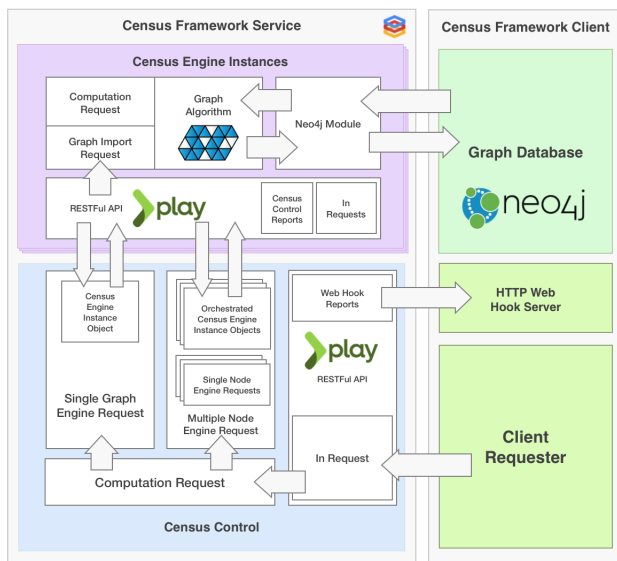 Census Framework Service
Census Framework Client
Census Engine Instances
Computation
Request
Graph Import
Request
Graph
Algorithm
Neo4j Module
Graph Database
neo4j
RESTFul API
play
Census
Control
Reports
In
Requests
Census
Engine
Instance
Object
Single Graph
Engine Request
Orchestrated
Census Engine
Instance Objects
Single Node
Engine Requests
Multiple Node
Engine Request
Web Hook
Reports
play
RESTFul API
In Request
HTTP Web
Hook Server
Client
Requester
Computation Request
Census Control